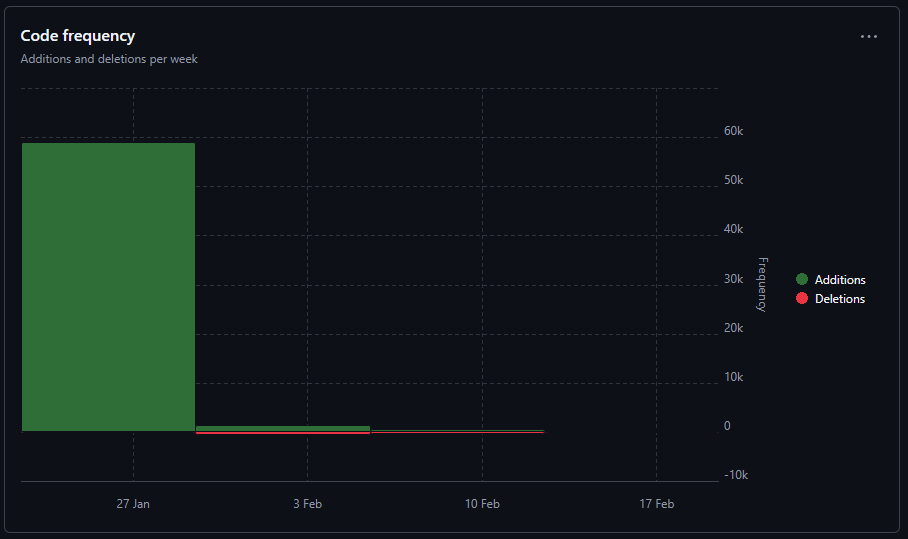 Code frequency
Additions and deletions per week
60k
50k
40k
30k
20k
10k
0
-10k
Frequency
Additions
Deletions
27 Jan
3 Feb
10 Feb
17 Feb